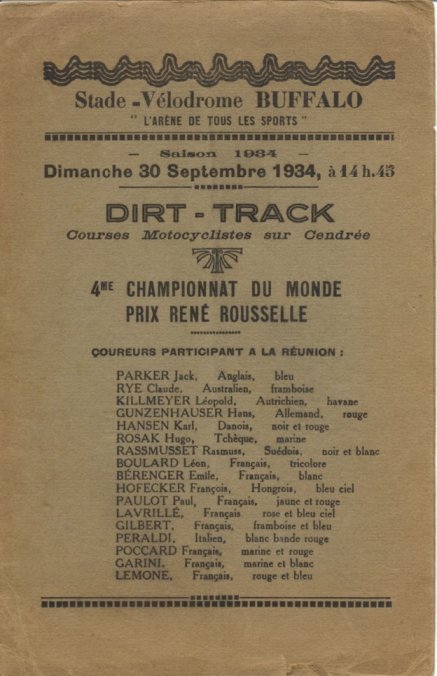 Stade-Vélodrome BUFFALO
" L'ARÈNE DE TOUS LES SPORTS "
— Saison 1934 —
Dimanche 30 Septembre 1934, à 14 h. 45
DIRT - TRACK
Courses Motocyclistes sur Cendrée
4ME CHAMPIONNAT DU MONDE
PRIX RENÉ ROUSSELLE
COUREURS PARTICIPANT A LA RÉUNION :
PARKER Jack, Anglais, bleu
RYE Claude, Australien, framboise
KILLMEYER Léopold, Autrichien, havane
GUNZENHAUSER Hans, Allemand, rouge
HANSEN Karl, Danois, noir et rouge
ROSAK Hugo, Tchèque, marine
RASSMUSSET Rasmuss, Suédois, noir et blanc
BOULARD Léon, Français, tricolore
BÉRENGER Emile, Français, blanc
HOFECKER François, Hongrois, bleu ciel
PAULOT Paul, Français, jaune et rouge
LAVRILLÉ, Français rose et bleu ciel
GILBERT, Français, framboise et bleu
PERALDI, Italien, blanc bande rouge
POCCARD Français, marine et rouge
GARINI, Français, marine et blanc
LEMONE, Français, rouge et bleu